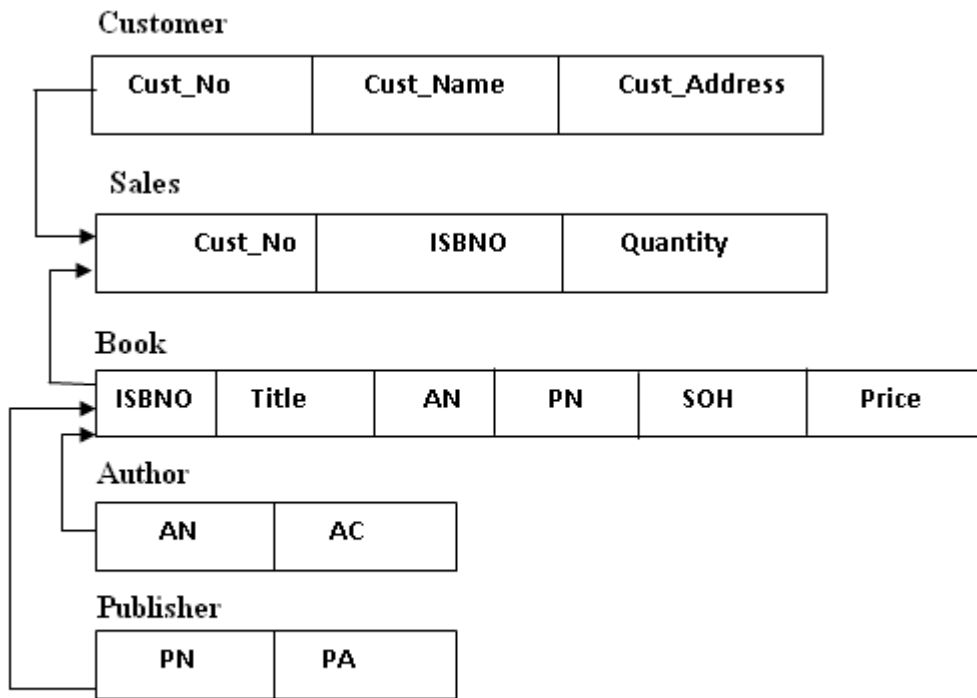 Customer
Cust_No Cust_Name Cust_Address
Sales
Cust_No ISBNO Quantity
Book
ISBNO Title AN PN SOH Price
Author
AN AC
Publisher
PN PA